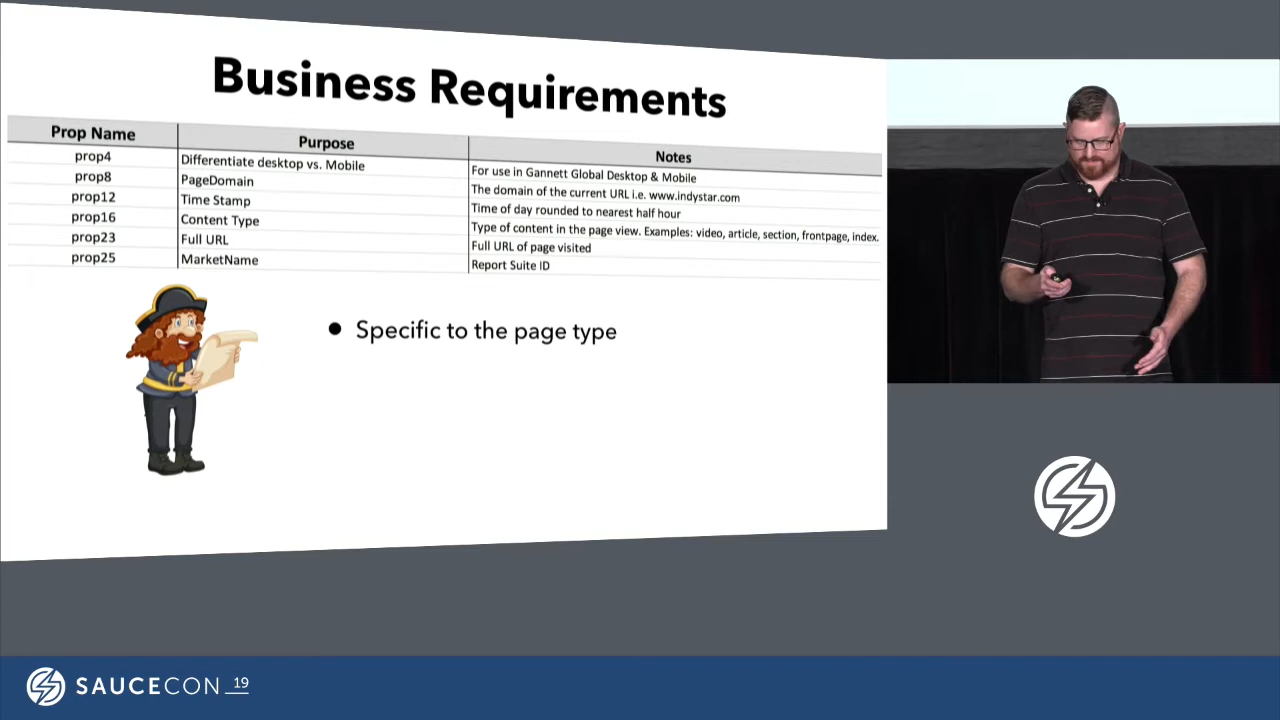 Business Requirements
Prop Name Purpose Notes
prop4 Differentiate desktop vs. Mobile For use in Gannett Global Desktop & Mobile
prop8 PageDomain The domain of the current URL i.e. www.indystar.com
prop12 Time Stamp Time of day rounded to nearest half hour
prop16 Content Type Type of content in the page view. Examples: video, article, section, frontpage, index.
prop23 Full URL Full URL of page visited
prop25 MarketName Report Suite ID
• Specific to the page type
SAUCECON_19